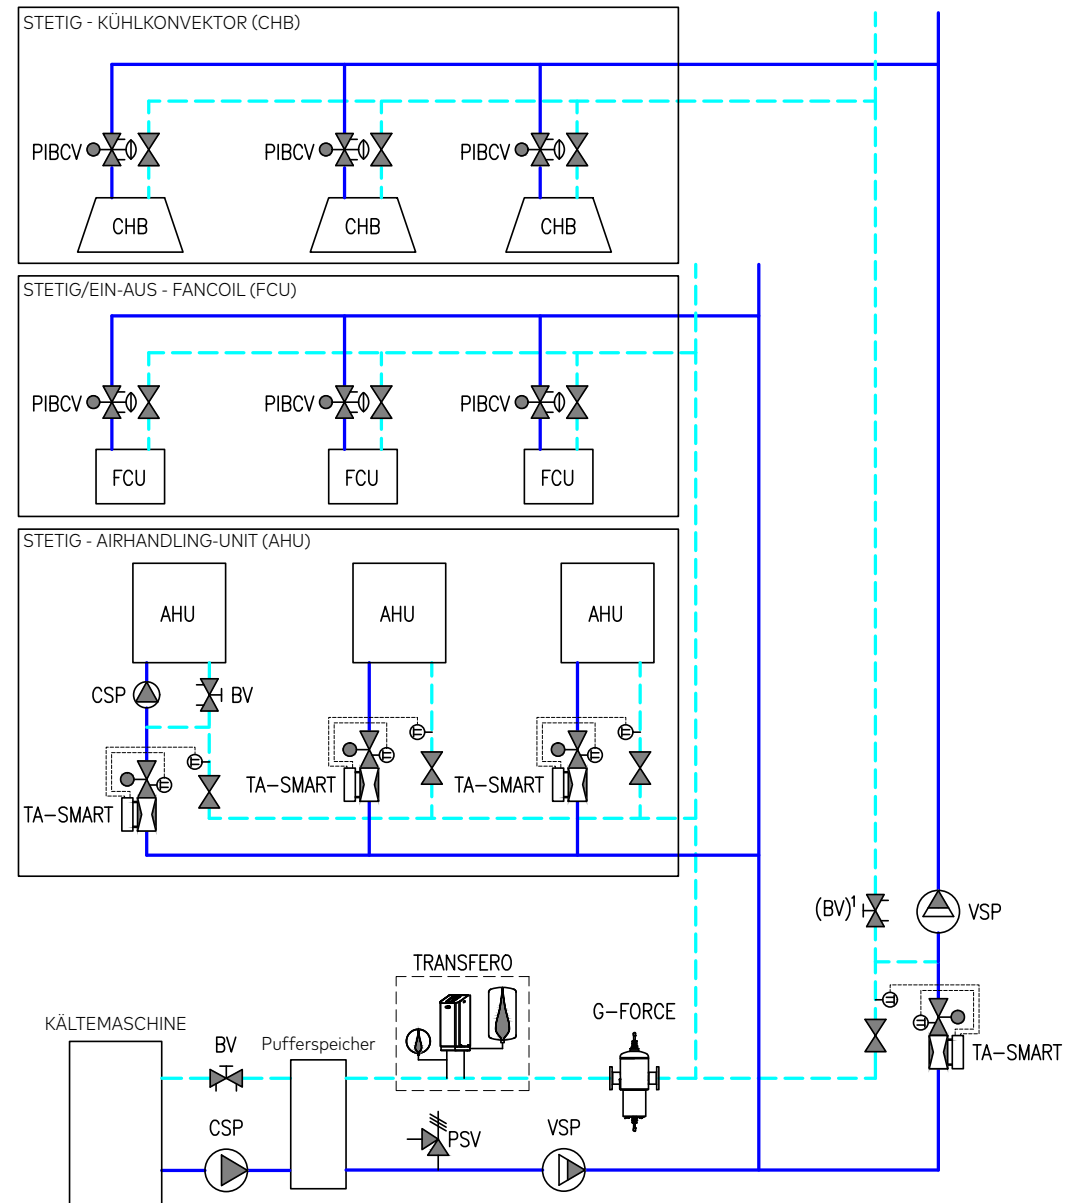 STETIG - KÜHLKONVEKTOR (CHB)
PIBCV
PIBCV
PIBCV
CHB
CHB
CHB
STETIG/EIN-AUS - FANCOIL (FCU)
PIBCV
PIBCV
PIBCV
FCU
FCU
FCU
STETIG - AIRHANDLING-UNIT (AHU)
AHU
AHU
AHU
CSP
BV
TA-SMART
TA-SMART
TA-SMART
(BV)¹
VSP
TRANSFERO
G-FORCE
KÄLTEMASCHINE
BV
Pufferspeicher
TA-SMART
CSP
PSV
VSP